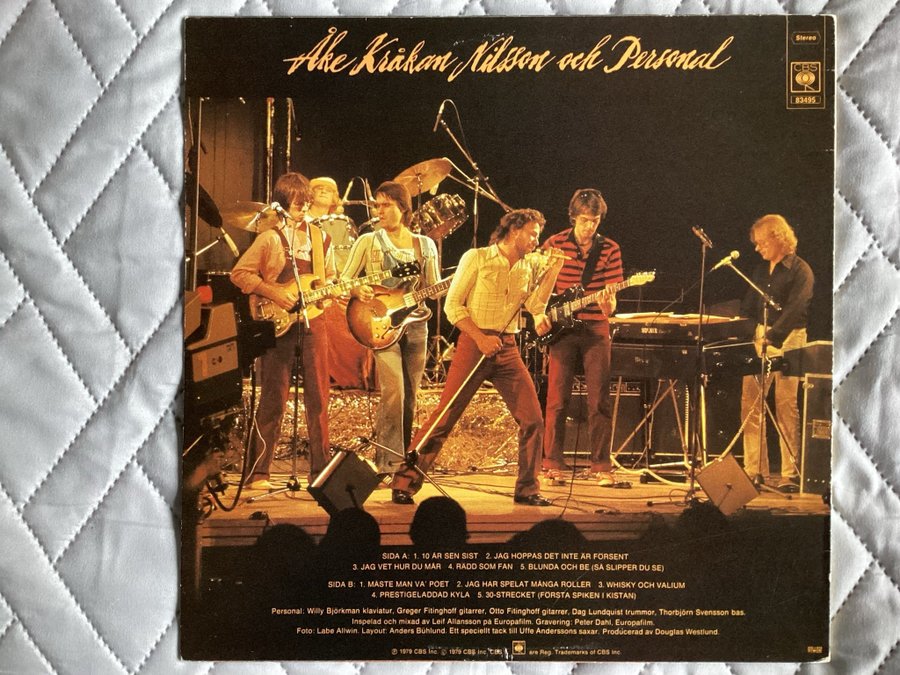 Åke Kråkan Nilsson och Personal
Stereo
CBS
83495
SIDA A: 1. 10 ÅR SEN SIST 2. JAG HOPPAS DET INTE ÄR FÖRSENT
3. JAG VET HUR DU MÅR 4. RÄDD SOM FAN 5. BLUNDA OCH BE (SÅ SLIPPER DU SE)
SIDA B: 1. MÅSTE MAN VA' POET 2. JAG HAR SPELAT MÅNGA ROLLER 3. WHISKY OCH VALIUM
4. PRESTIGELADDAD KYLA 5. 30-STRECKET (FÖRSTA SPIKEN I KISTAN)
Personal: Willy Björkman klaviatur, Greger Fitinghoff gitarrer, Otto Fitinghoff gitarrer, Dag Lundquist trummor, Thorbjörn Svensson bas.
Inspelad och mixad av Leif Allansson på Europafilm. Gravering: Peter Dahl, Europafilm.
Foto: Labe Allwin. Layout: Anders Bühlund. Ett speciellt tack till Uffe Anderssons saxar. Producerad av Douglas Westlund.
℗ 1979 CBS Inc. © 1979 CBS Inc. CBS are Reg. Trademarks of CBS Inc.